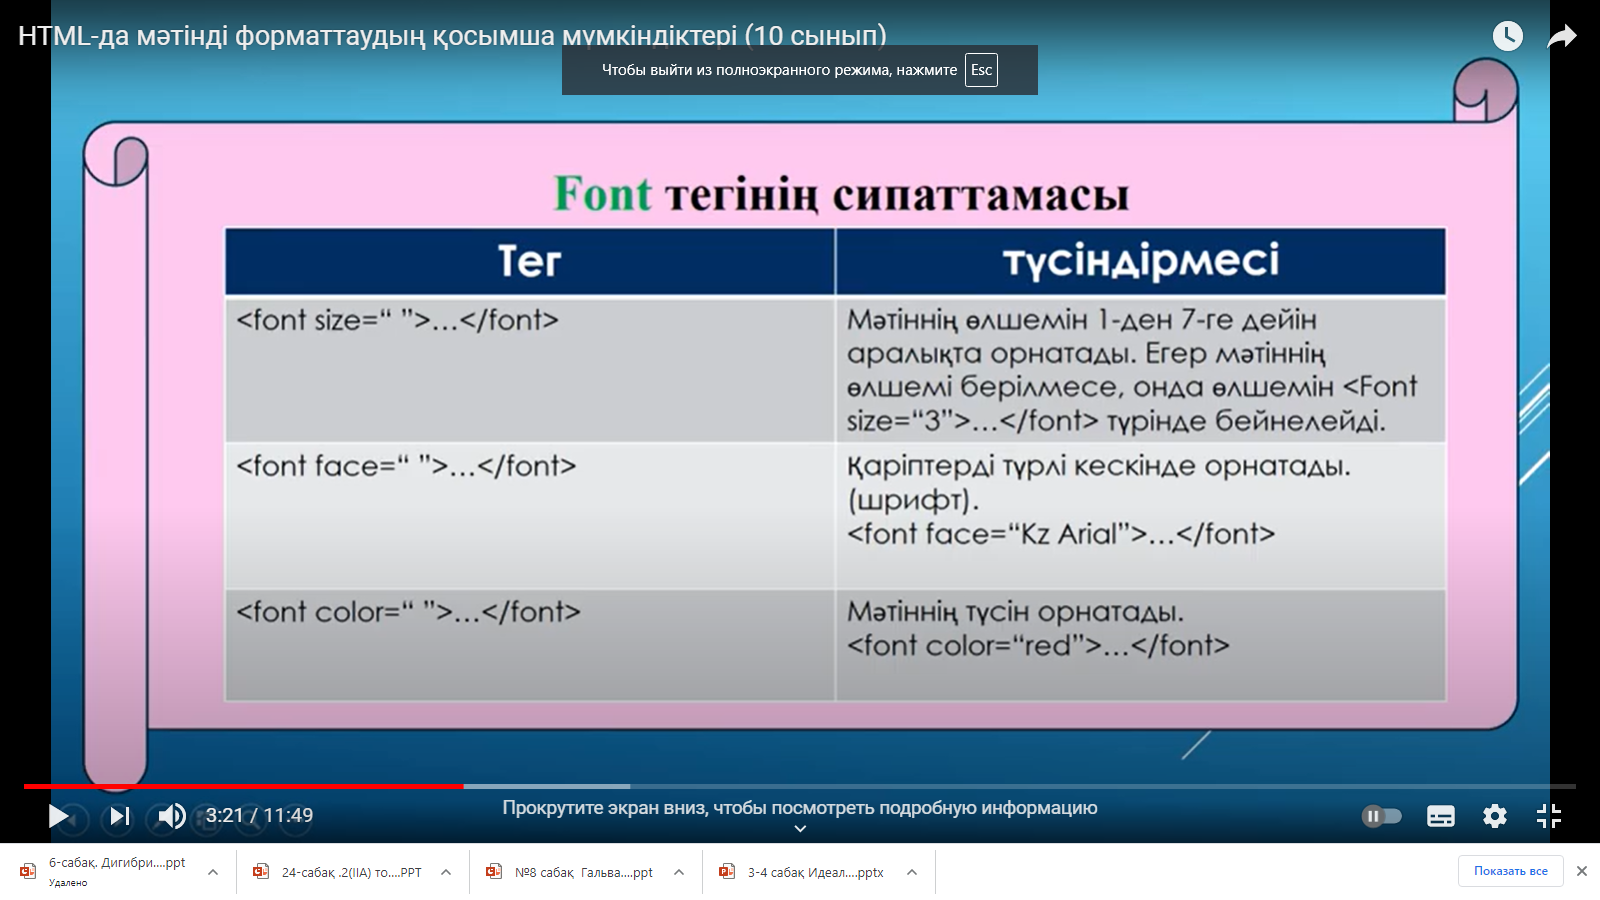 HTML-да мәтінді форматтаудың қосымша мүмкіндіктері (10 сынып)
Чтобы выйти из полноэкранного режима, нажмите Esc
Font тегінің сипаттамасы
Тег
түсіндірмесі
<font size=“ ”>...</font>
Мәтіннің өлшемін 1-ден 7-ге дейін
аралықта орнатады. Егер мәтіннің
өлшемі берілмесе, онда өлшемін <Font
size=“3”>...</font> түрінде бейнелейді.
<font face=“ ”>...</font>
Қаріптерді түрлі кескінде орнатады.
(шрифт).
<font face=“Kz Arial”>...</font>
<font color=“ ”>...</font>
Мәтіннің түсін орнатады.
<font color=“red”>...</font>
3:21 / 11:49
Прокрутите экран вниз, чтобы посмотреть подробную информацию
6-сабақ. Дигибри....ppt
Удалено
24-сабақ .2(IIA) то....PPT
№8 сабақ Гальва....ppt
3-4 сабақ Идеал....pptx
Показать все